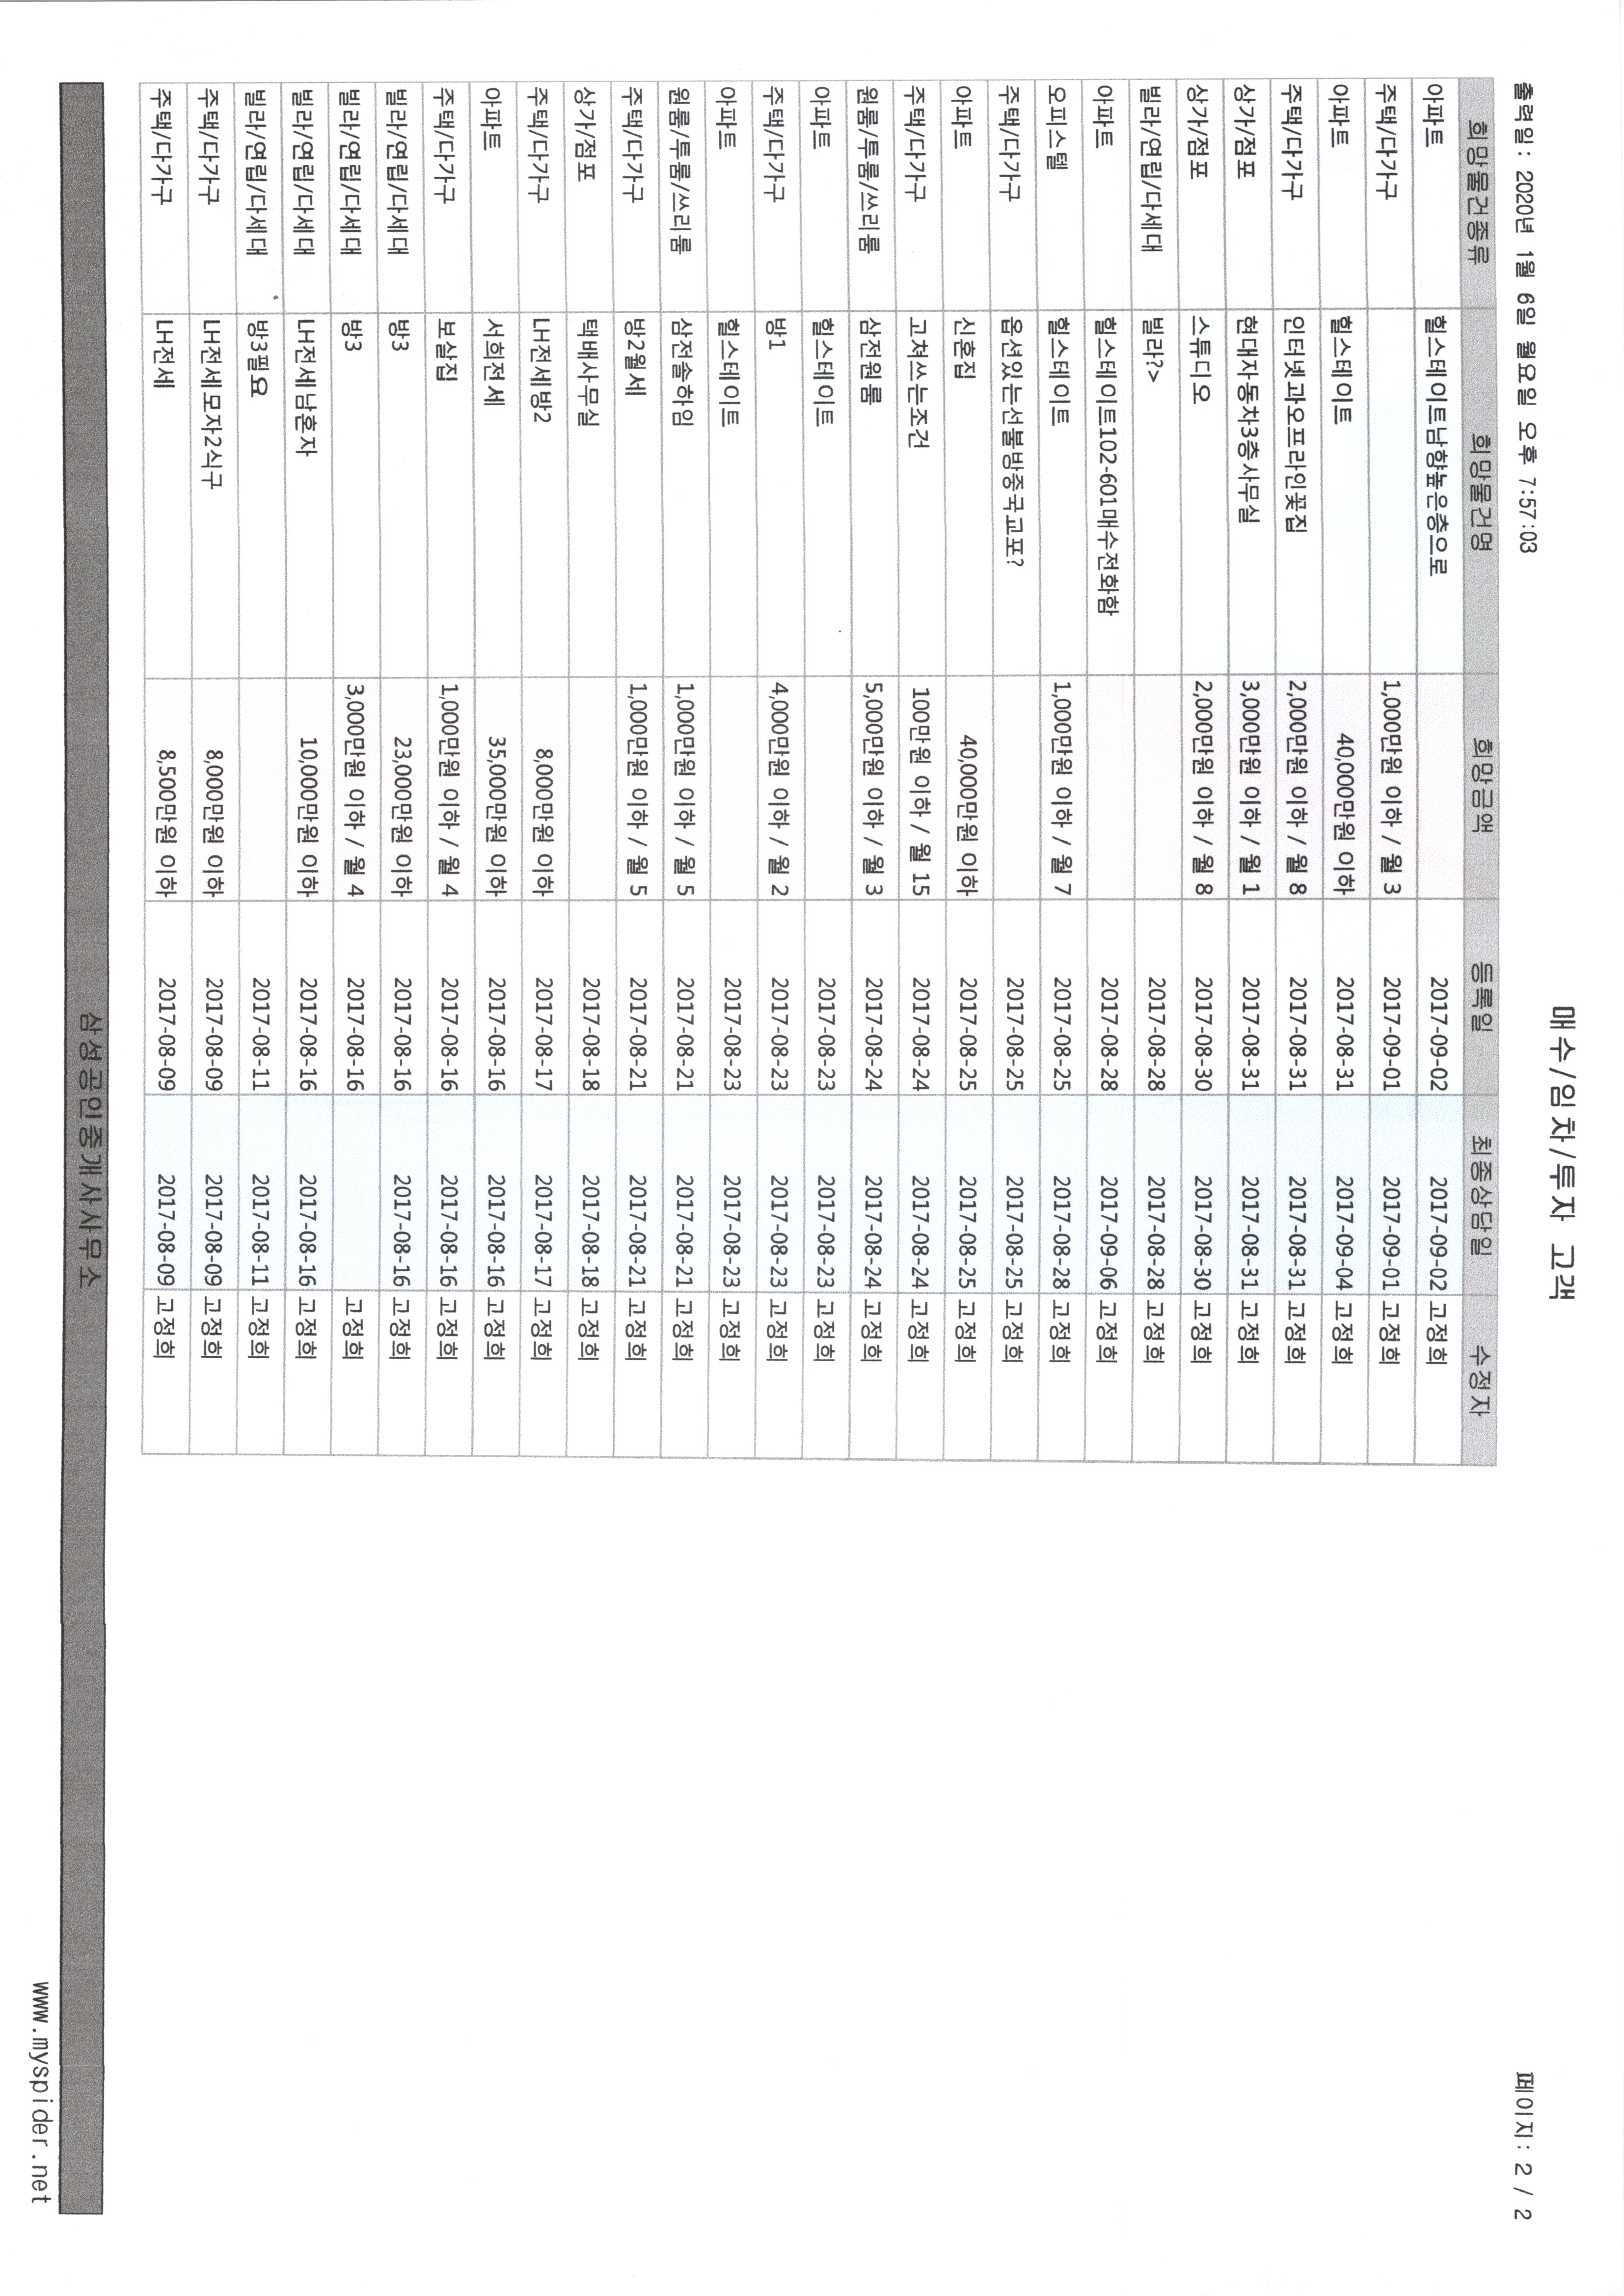 매수/임차/투자 고객
출력일: 2020년 1월 6일 월요일 오후 7:57:03
페이지: 2 / 2
희망물건종류 희망물건명 희망금액 등록일 최종상담일 수정자
아파트 힐스테이트남향높은층으로 2017-09-02 2017-09-02 고정희
주택/다가구 1,000만원 이하 / 월 3 2017-09-01 2017-09-01 고정희
아파트 힐스테이트 40,000만원 이하 2017-08-31 2017-09-04 고정희
주택/다가구 인터넷과오프라인꽃집 2,000만원 이하 / 월 8 2017-08-31 2017-08-31 고정희
상가/점포 현대자동차3층사무실 3,000만원 이하 / 월 1 2017-08-31 2017-08-31 고정희
상가/점포 스튜디오 2,000만원 이하 / 월 8 2017-08-30 2017-08-30 고정희
빌라/연립/다세대 빌라?> 2017-08-28 2017-08-28 고정희
아파트 힐스테이트102-601매수전화함 2017-08-28 2017-09-06 고정희
오피스텔 힐스테이트 1,000만원 이하 / 월 7 2017-08-25 2017-08-28 고정희
주택/다가구 옵션있는선불방중국교포? 2017-08-25 2017-08-25 고정희
아파트 신혼집 40,000만원 이하 2017-08-25 2017-08-25 고정희
주택/다가구 고쳐쓰는조건 100만원 이하 / 월 15 2017-08-24 2017-08-24 고정희
원룸/투룸/쓰리룸 삼전원룸 5,000만원 이하 / 월 3 2017-08-24 2017-08-24 고정희
아파트 힐스테이트 2017-08-23 2017-08-23 고정희
주택/다가구 방1 4,000만원 이하 / 월 2 2017-08-23 2017-08-23 고정희
아파트 힐스테이트 2017-08-23 2017-08-23 고정희
원룸/투룸/쓰리룸 삼전솔하임 1,000만원 이하 / 월 5 2017-08-21 2017-08-21 고정희
주택/다가구 방2월세 1,000만원 이하 / 월 5 2017-08-21 2017-08-21 고정희
상가/점포 택배사무실 2017-08-18 2017-08-18 고정희
주택/다가구 LH전세방2 8,000만원 이하 2017-08-17 2017-08-17 고정희
아파트 서희전세 35,000만원 이하 2017-08-16 2017-08-16 고정희
주택/다가구 보살집 1,000만원 이하 / 월 4 2017-08-16 2017-08-16 고정희
빌라/연립/다세대 방3 23,000만원 이하 2017-08-16 2017-08-16 고정희
빌라/연립/다세대 방3 3,000만원 이하 / 월 4 2017-08-16 고정희
빌라/연립/다세대 LH전세남혼자 10,000만원 이하 2017-08-16 2017-08-16 고정희
빌라/연립/다세대 방3필요 2017-08-11 2017-08-11 고정희
주택/다가구 LH전세모자2식구 8,000만원 이하 2017-08-09 2017-08-09 고정희
주택/다가구 LH전세 8,500만원 이하 2017-08-09 2017-08-09 고정희
삼성공인중개사사무소
www.myspider.net